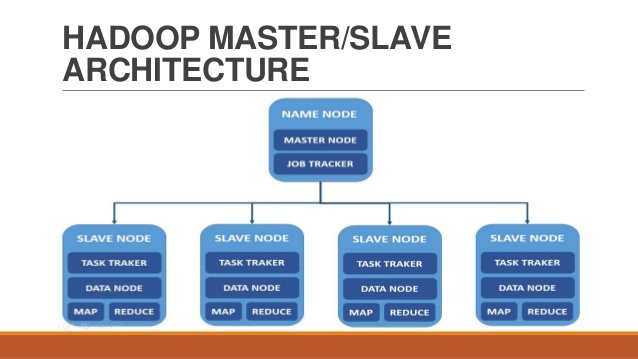 HADOOP MASTER/SLAVE
ARCHITECTURE
NAME NODE
MASTER NODE
JOB TRACKER
SLAVE NODE
TASK TRAKER
DATA NODE
MAP REDUCE
SLAVE NODE
TASK TRAKER
DATA NODE
MAP REDUCE
SLAVE NODE
TASK TRAKER
DATA NODE
MAP REDUCE
SLAVE NODE
TASK TRAKER
DATA NODE
MAP REDUCE